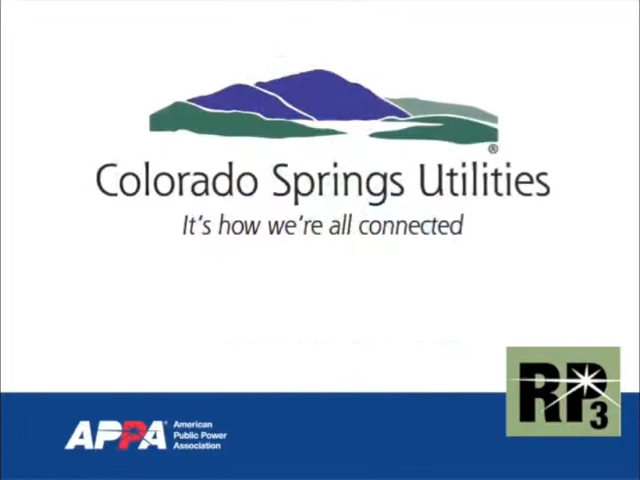 Colorado Springs Utilities
It's how we're all connected
RP3
APPA American
Public Power
Association